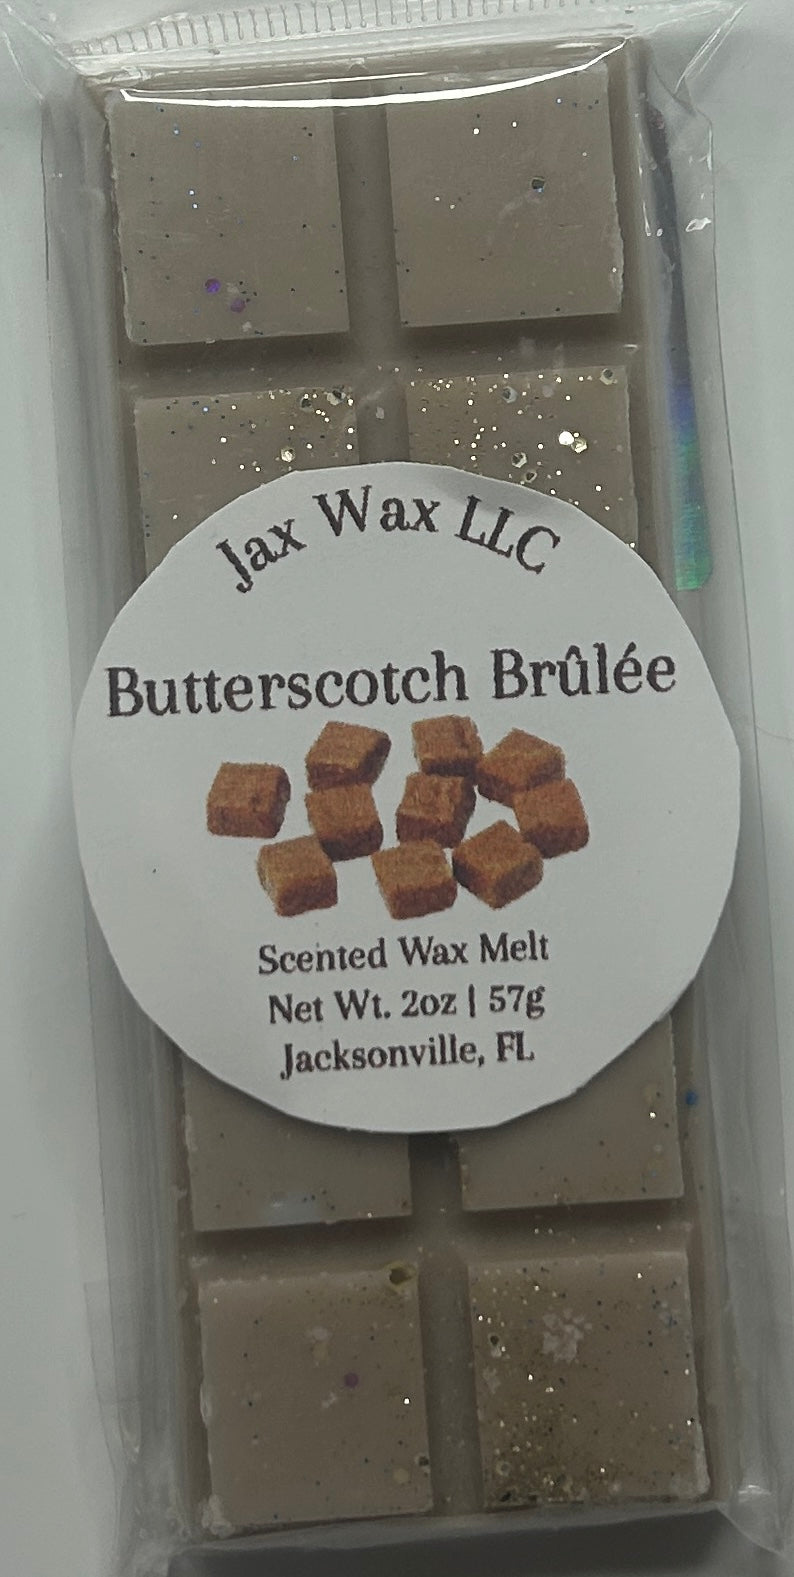 Jax Wax LLC
Butterscotch Brûlée
Scented Wax Melt
Net Wt. 2oz | 57g
Jacksonville, FL